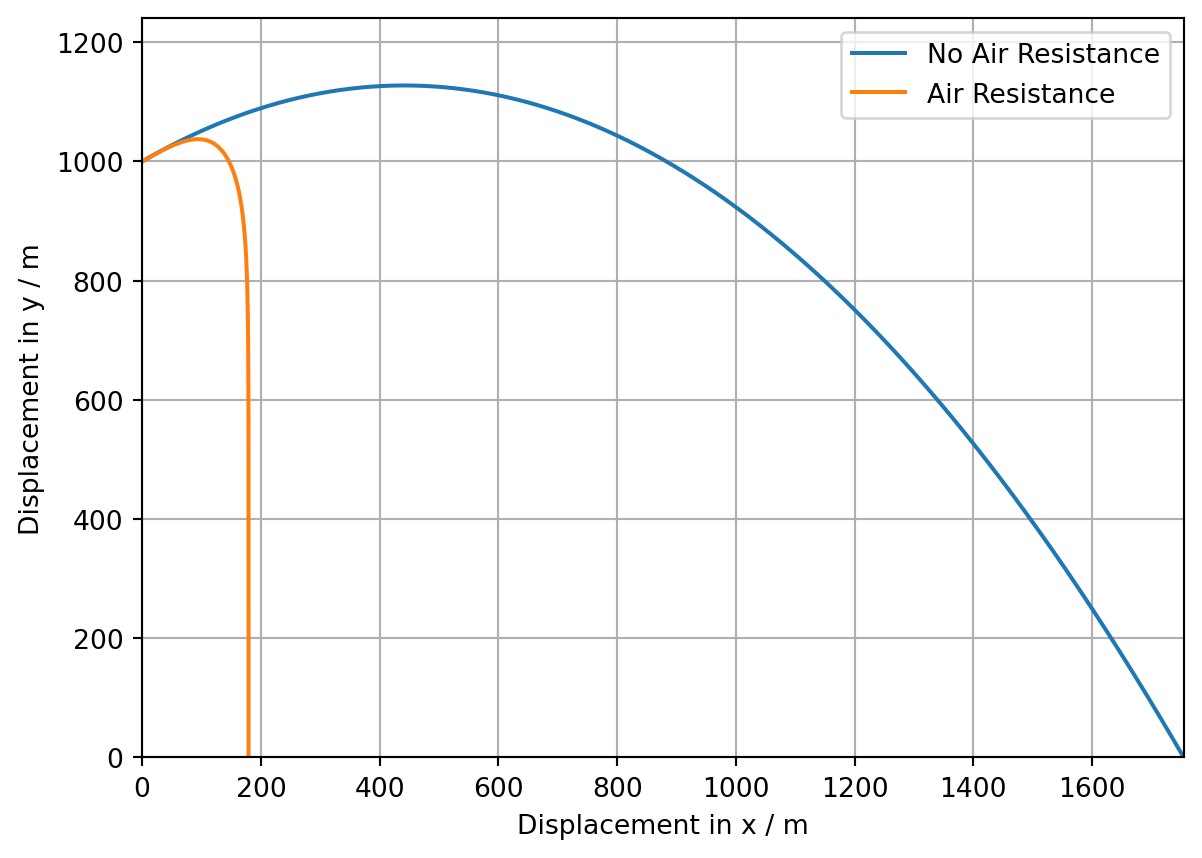 1200
1000
800
600
400
200
0
Displacement in y / m
No Air Resistance
Air Resistance
0 200 400 600 800 1000 1200 1400 1600
Displacement in x / m